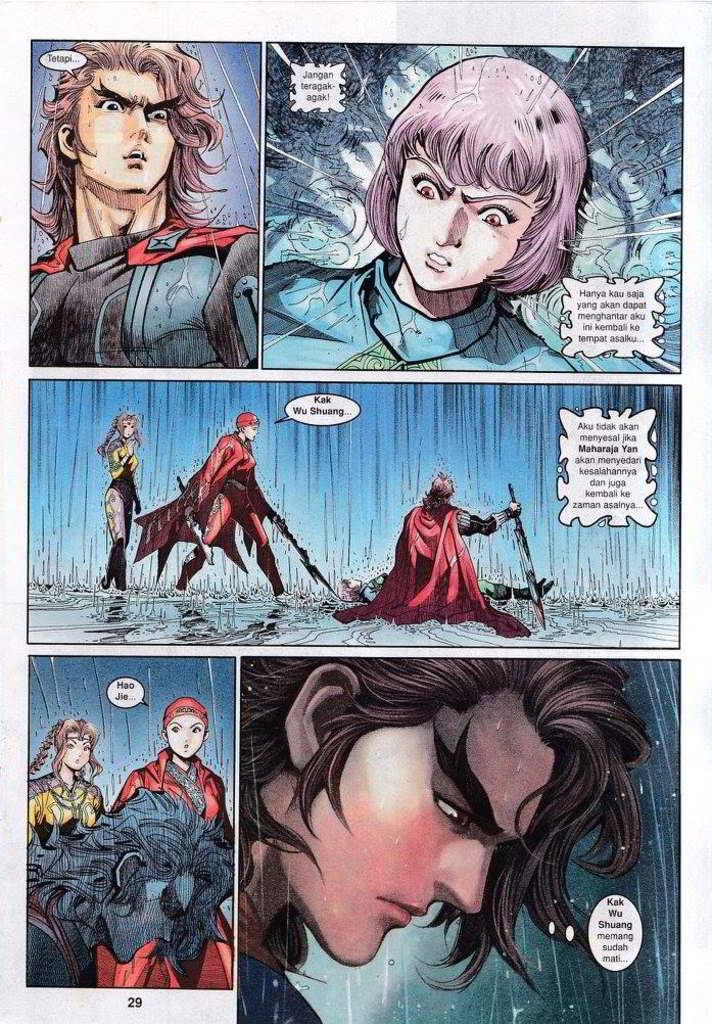 Tetapi...
Jangan
teragak-
agak!
Hanya kau saja
yang akan dapat
menghantar aku
ini kembali ke
tempat asalku...
Kak
Wu Shuang...
Aku tidak akan
menyesal jika
Maharaja Yan
akan menyedari
kesalahannya
dan juga
kembali ke
zaman asalnya...
Hao
Jie...
Kak
Wu
Shuang
memang
sudah
mati...
29